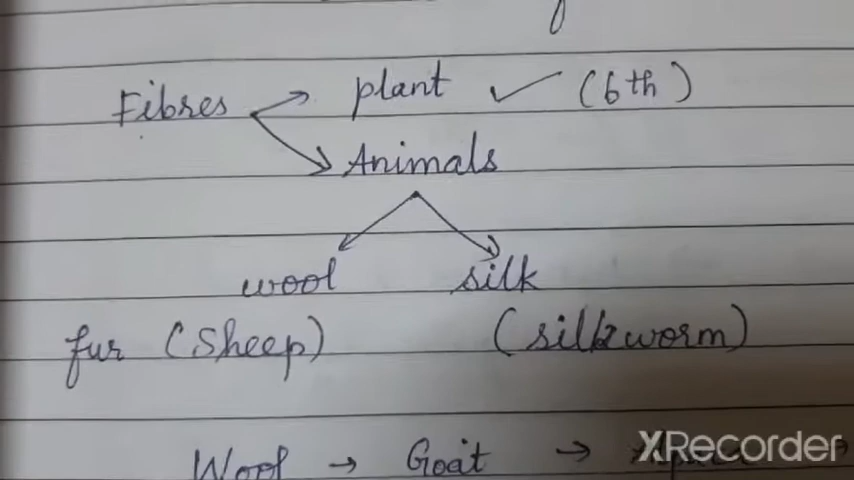 Fibres → plant ✓ (6th)
→ Animals
wool silk
fur (Sheep) (silkworm)
Wool → Goat →
XRecorder